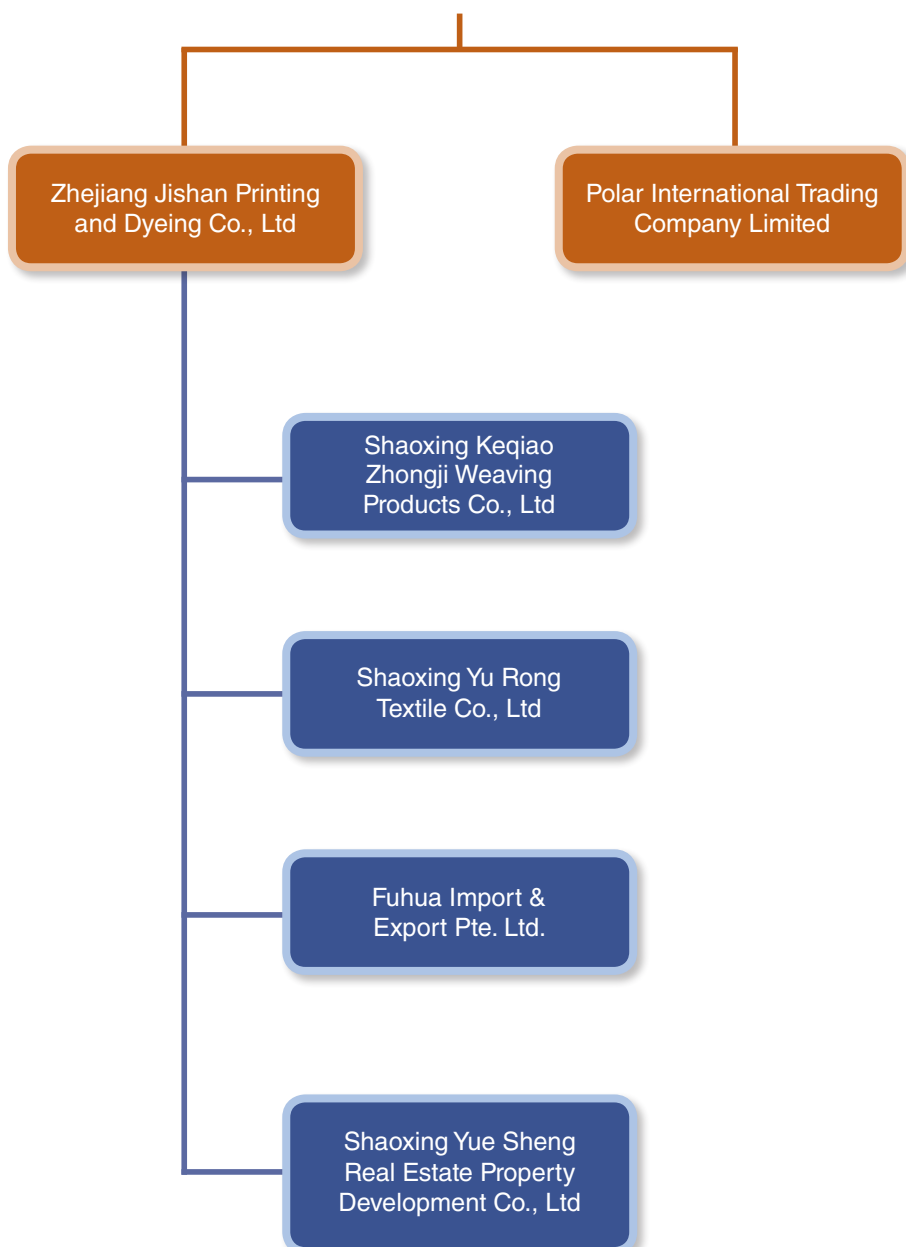 Zhejiang Jishan Printing
and Dyeing Co., Ltd
Polar International Trading
Company Limited
Shaoxing Keqiao
Zhongji Weaving
Products Co., Ltd
Shaoxing Yu Rong
Textile Co., Ltd
Fuhua Import &
Export Pte. Ltd.
Shaoxing Yue Sheng
Real Estate Property
Development Co., Ltd